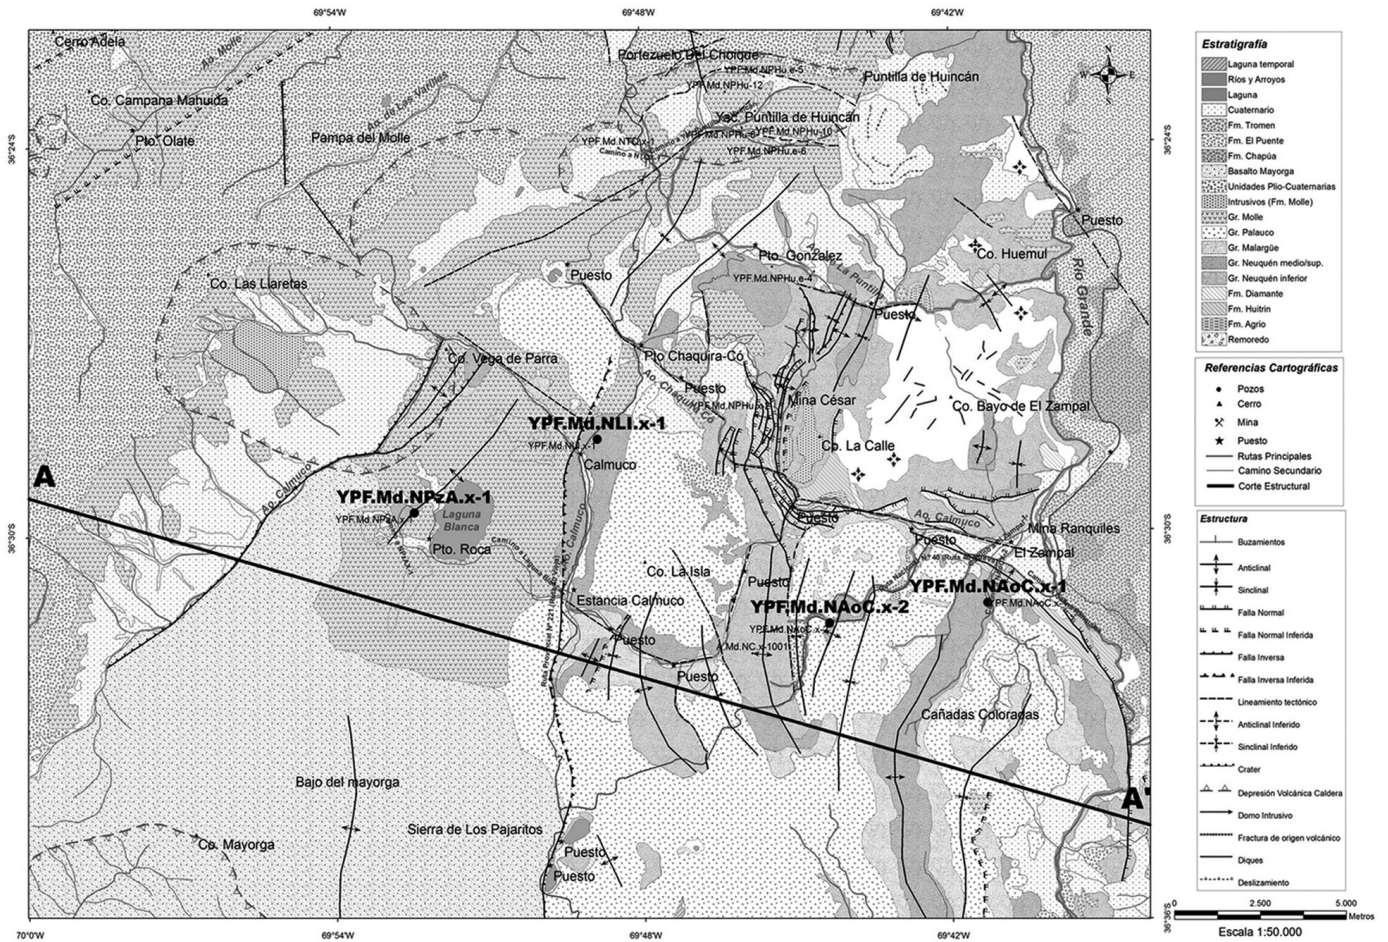 69°54'W
69°48'W
69°42'W
Cerro Adela
Ao. Molle
Co. Campana Mahuida
Pto. Olate
Ao. de Las Varillas
Pampa del Molle
Portezuelo Del Choique
YPF.Md.NPHu.e-5
YPF.Md.NPHu-12
Puntilla de Huincán
Yac. Puntilla de Huincán
YPF.Md.NPHu-10
YPF.Md.NPHu.e-6
N
W
E
S
36°24'S
36°24'S
Puesto
Co. Huemul
Río Grande
Puesto
Pto. Gonzalez
YPF.Md.NPHu.e-4
Puesto
Co. Las Llaretas
Co. Vega de Parra
Pto Chaquira-Có
Ao. Chaquira Có
Puesto
Mina César
Co. Bayo de El Zampal
Co. La Calle
YPF.Md.NLl.x-1
Calmuco
A
Ao. Calmuco
YPF.Md.NPzA.x-1
YPF.Md.NPzA.x-1
Laguna
Blanca
Pto. Roca
Puesto
Ao. Calmuco
Puesto
Mina Ranquiles
El Zampal
36°30'S
36°30'S
Co. La Isla
Puesto
Estancia Calmuco
YPF.Md.NAoC.x-2
YPF.Md.NAoC.x-1
Puesto
Puesto
Cañadas Coloradas
Bajo del mayorga
A'
Sierra de Los Pajaritos
Co. Mayorga
Puesto
Puesto
36°36'S
70°0'W
69°54'W
69°48'W
69°42'W
Estratigrafía
Laguna temporal
Ríos y Arroyos
Laguna
Cuaternario
Fm. Tromen
Fm. El Puente
Fm. Chapúa
Basalto Mayorga
Unidades Plio-Cuaternarias
Intrusivos (Fm. Molle)
Gr. Molle
Gr. Palauco
Gr. Malargüe
Gr. Neuquén medio/sup.
Gr. Neuquén inferior
Fm. Diamante
Fm. Huitrin
Fm. Agrio
Remoredo
Referencias Cartográficas
Pozos
Cerro
Mina
Puesto
Rutas Principales
Camino Secundario
Corte Estructural
Estructura
Buzamientos
Anticlinal
Sinclinal
Falla Normal
Falla Normal Inferida
Falla Inversa
Falla Inversa Inferida
Lineamiento tectónico
Anticlinal Inferido
Sinclinal Inferido
Crater
Depresión Volcánica Caldera
Domo Intrusivo
Fractura de origen volcánico
Diques
Deslizamiento
0 2.500 5.000
Metros
Escala 1:50.000